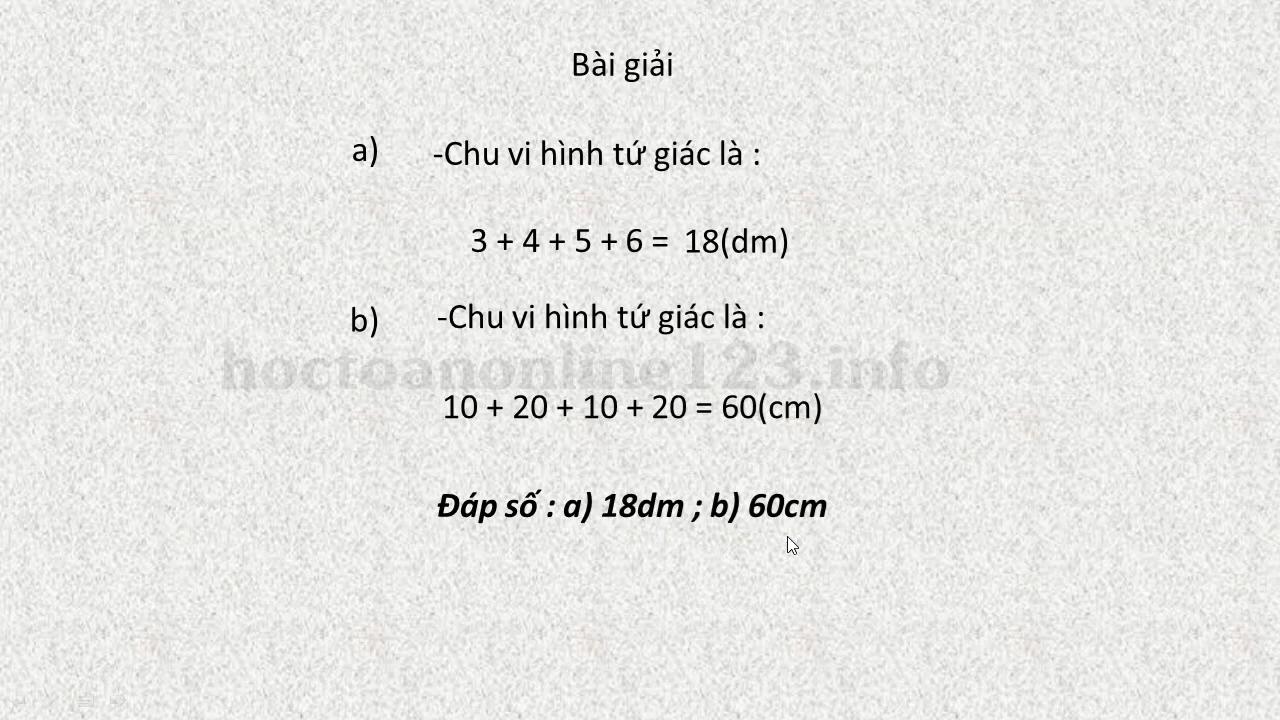 Bài giải
a) -Chu vi hình tứ giác là :
3 + 4 + 5 + 6 = 18(dm)
b) -Chu vi hình tứ giác là :
hoctoanonline123.info
10 + 20 + 10 + 20 = 60(cm)
Đáp số : a) 18dm ; b) 60cm